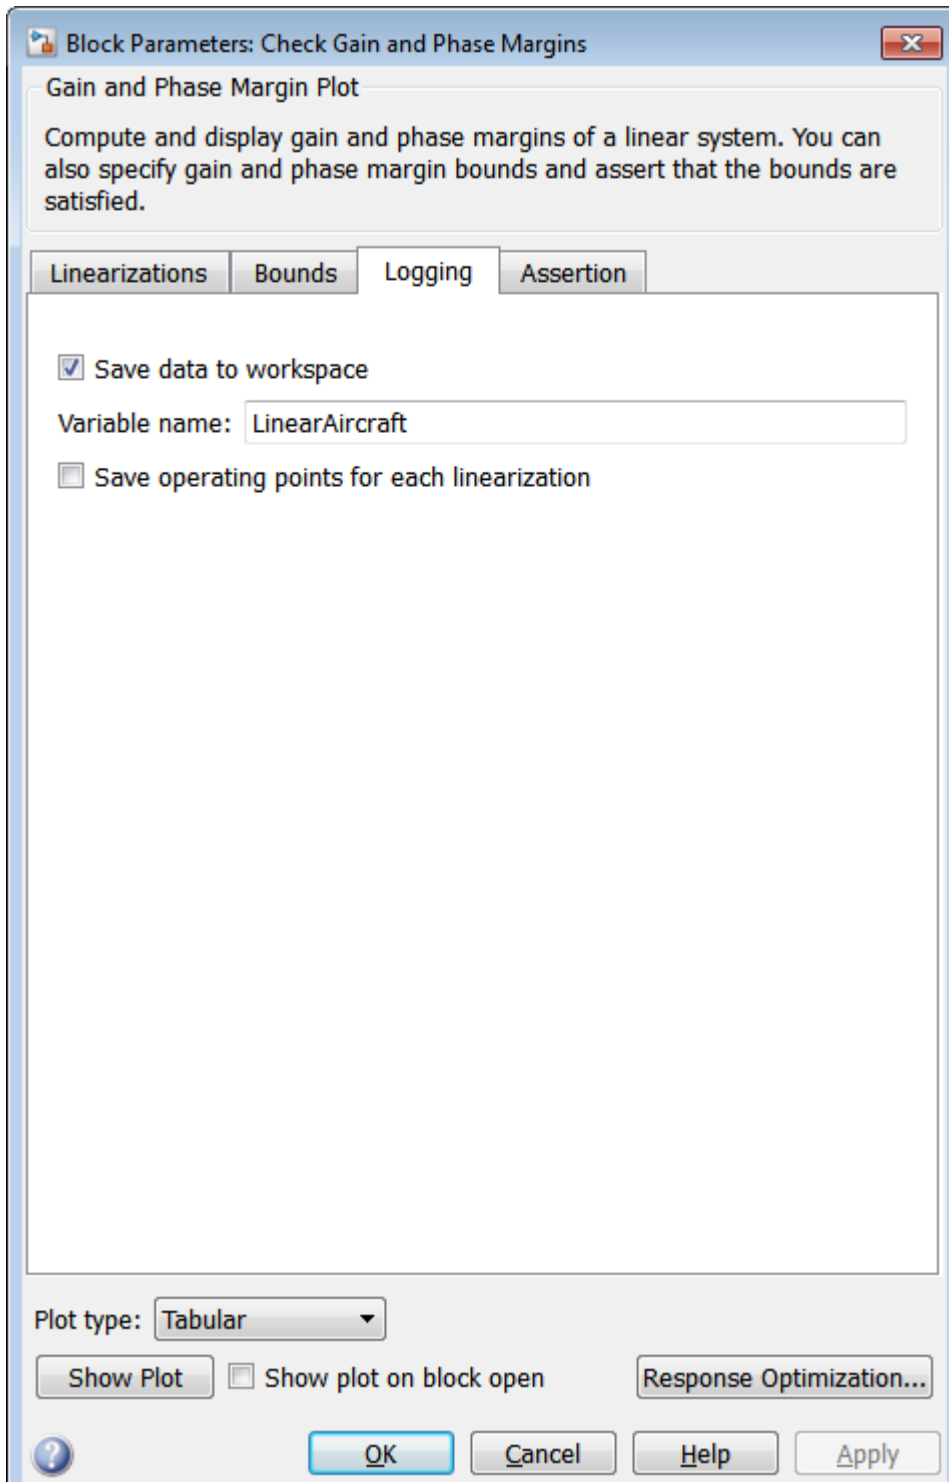 Block Parameters: Check Gain and Phase Margins
Gain and Phase Margin Plot
Compute and display gain and phase margins of a linear system. You can
also specify gain and phase margin bounds and assert that the bounds are
satisfied.
Linearizations Bounds Logging Assertion
Save data to workspace
Variable name: LinearAircraft
Save operating points for each linearization
Plot type: Tabular
Show Plot Show plot on block open Response Optimization...
? OK Cancel Help Apply